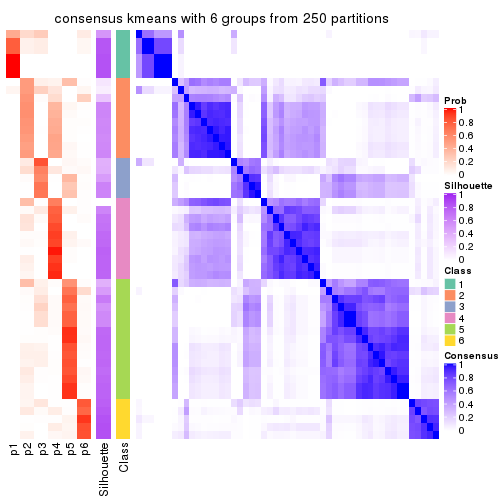 consensus kmeans with 6 groups from 250 partitions
Prob
1
0.8
0.6
0.4
0.2
0
Silhouette
1
0.8
0.6
0.4
0.2
0
Class
1
2
3
4
5
6
Consensus
1
0.8
0.6
0.4
0.2
0
p1
p2
p3
p4
p5
p6
Silhouette
Class